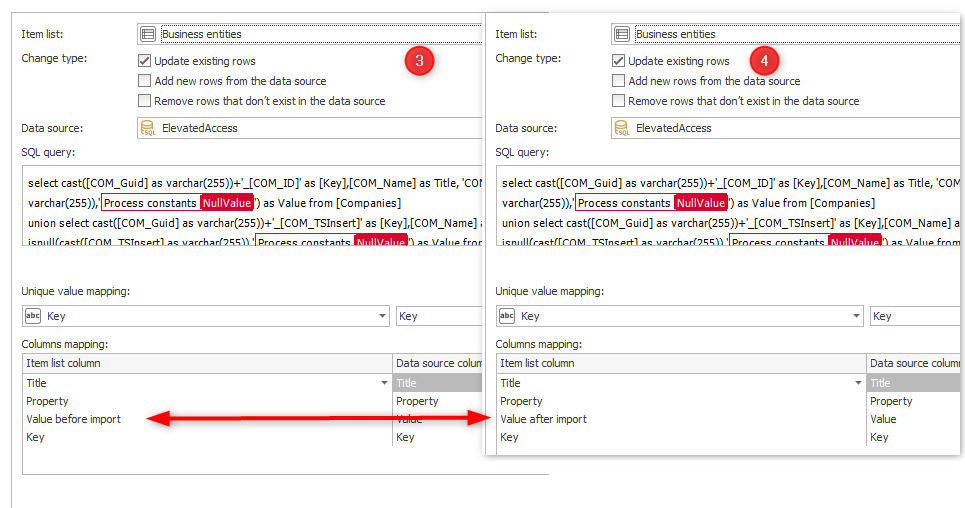 Item list:
Business entities
Change type:
Update existing rows
3
Add new rows from the data source
Remove rows that don't exist in the data source
Data source:
ElevatedAccess
SQL query:
select cast([COM_Guid] as varchar(255))+'_[COM_ID]' as [Key],[COM_Name] as Title, 'COM
varchar(255)),' Process constants NullValue ') as Value from [Companies]
union select cast([COM_Guid] as varchar(255))+'_[COM_TSInsert]' as [Key],[COM_Name] a
isnull(cast([COM_TSInsert] as varchar(255)),' Process constants NullValue ') as Value from
Unique value mapping:
abc Key
Key
Columns mapping:
Item list column
Data source colum
Title
Title
Property
Property
Value before import
Value
Key
Key
Item list:
Business entities
Change type:
Update existing rows
4
Add new rows from the data source
Remove rows that don't exist in the data source
Data source:
ElevatedAccess
SQL query:
select cast([COM_Guid] as varchar(255))+'_[COM_ID]' as [Key],[COM_Name] as Title, 'COM
varchar(255)),' Process constants NullValue ') as Value from [Companies]
union select cast([COM_Guid] as varchar(255))+'_[COM_TSInsert]' as [Key],[COM_Name] a
isnull(cast([COM_TSInsert] as varchar(255)),' Process constants NullValue ') as Value from
Unique value mapping:
abc Key
Key
Columns mapping:
Item list column
Data source colum
Title
Title
Property
Property
Value after import
Value
Key
Key